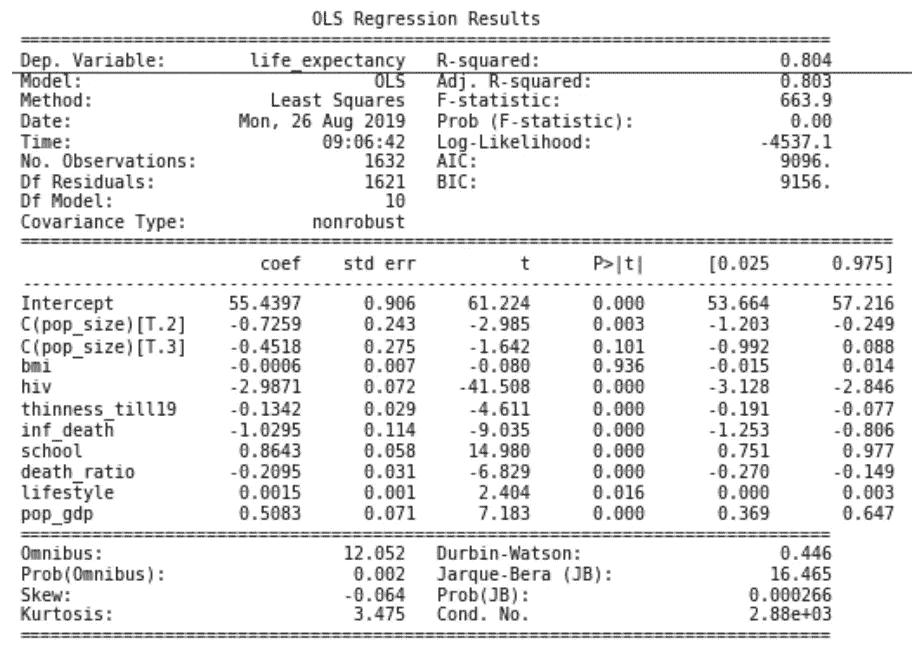 OLS Regression Results
==============================================================================
Dep. Variable: life_expectancy R-squared: 0.804
Model: OLS Adj. R-squared: 0.803
Method: Least Squares F-statistic: 663.9
Date: Mon, 26 Aug 2019 Prob (F-statistic): 0.00
Time: 09:06:42 Log-Likelihood: -4537.1
No. Observations: 1632 AIC: 9096.
Df Residuals: 1621 BIC: 9156.
Df Model: 10
Covariance Type: nonrobust
====================================================================================
coef std err t P>|t| [0.025 0.975]
------------------------------------------------------------------------------------
Intercept 55.4397 0.906 61.224 0.000 53.664 57.216
C(pop_size)[T.2] -0.7259 0.243 -2.985 0.003 -1.203 -0.249
C(pop_size)[T.3] -0.4518 0.275 -1.642 0.101 -0.992 0.088
bmi -0.0006 0.007 -0.080 0.936 -0.015 0.014
hiv -2.9871 0.072 -41.508 0.000 -3.128 -2.846
thinness_till19 -0.1342 0.029 -4.611 0.000 -0.191 -0.077
inf_death -1.0295 0.114 -9.035 0.000 -1.253 -0.806
school 0.8643 0.058 14.980 0.000 0.751 0.977
death_ratio -0.2095 0.031 -6.829 0.000 -0.270 -0.149
lifestyle 0.0015 0.001 2.404 0.016 0.000 0.003
pop_gdp 0.5083 0.071 7.183 0.000 0.369 0.647
==============================================================================
Omnibus: 12.052 Durbin-Watson: 0.446
Prob(Omnibus): 0.002 Jarque-Bera (JB): 16.465
Skew: -0.064 Prob(JB): 0.000266
Kurtosis: 3.475 Cond. No. 2.88e+03
==============================================================================